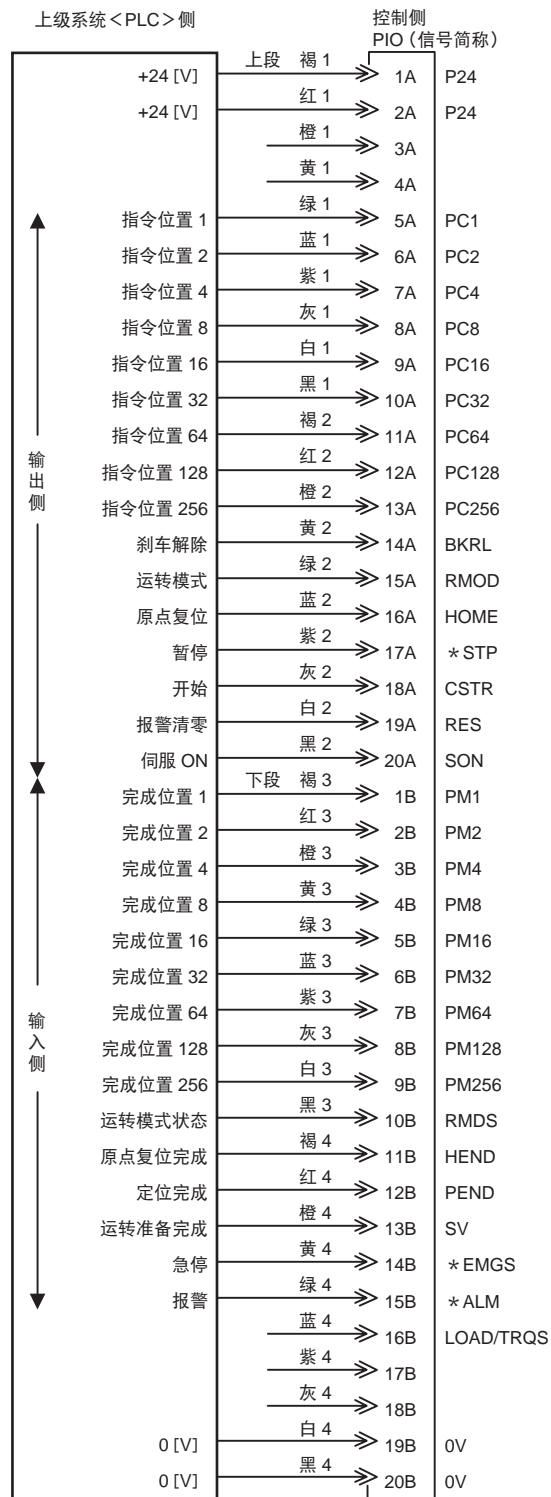 上级系统＜PLC＞侧
控制侧
PIO（信号简称）
+24 [V] 上段 褐 1 1A P24
+24 [V] 红 1 2A P24
橙 1 3A
黄 1 4A
指令位置 1 绿 1 5A PC1
指令位置 2 蓝 1 6A PC2
指令位置 4 紫 1 7A PC4
指令位置 8 灰 1 8A PC8
指令位置 16 白 1 9A PC16
指令位置 32 黑 1 10A PC32
指令位置 64 褐 2 11A PC64
输出侧
指令位置 128 红 2 12A PC128
指令位置 256 橙 2 13A PC256
刹车解除 黄 2 14A BKRL
运转模式 绿 2 15A RMOD
原点复位 蓝 2 16A HOME
暂停 紫 2 17A ＊STP
开始 灰 2 18A CSTR
报警清零 白 2 19A RES
伺服 ON 黑 2 20A SON
完成位置 1 下段 褐 3 1B PM1
完成位置 2 红 3 2B PM2
完成位置 4 橙 3 3B PM4
完成位置 8 黄 3 4B PM8
完成位置 16 绿 3 5B PM16
完成位置 32 蓝 3 6B PM32
完成位置 64 紫 3 7B PM64
输入侧
完成位置 128 灰 3 8B PM128
完成位置 256 白 3 9B PM256
运转模式状态 黑 3 10B RMDS
原点复位完成 褐 4 11B HEND
定位完成 红 4 12B PEND
运转准备完成 橙 4 13B SV
急停 黄 4 14B ＊EMGS
报警 绿 4 15B ＊ALM
蓝 4 16B LOAD/TRQS
紫 4 17B
灰 4 18B
0 [V] 白 4 19B 0V
0 [V] 黑 4 20B 0V